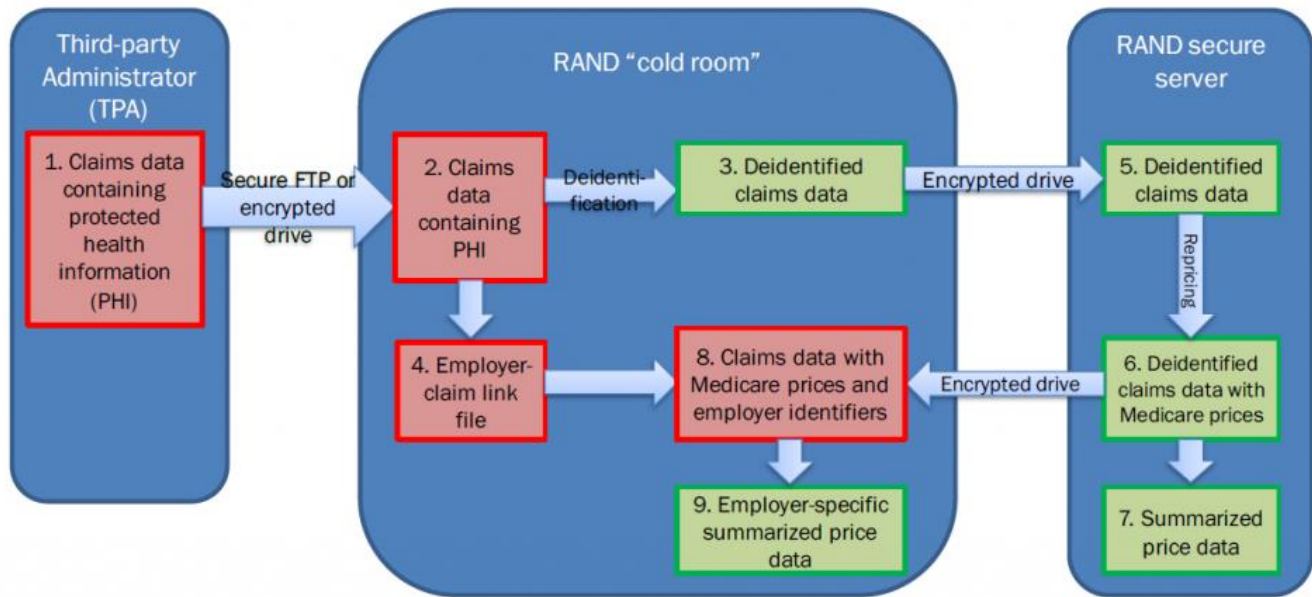 Third-party
Administrator
(TPA)
1. Claims
data
containing
protected
health
information
(PHI)
Secure FTP or
encrypted
drive
RAND “cold room”
2. Claims
data
containing
PHI
Deidenti-
fication
3. Deidentified
claims data
4. Employer-
claim link
file
8. Claims data with
Medicare prices and
employer identifiers
9. Employer-specific
summarized price
data
Encrypted drive
Encrypted drive
RAND secure
server
5. Deidentified
claims data
Repricing
6. Deidentified
claims data with
Medicare prices
7. Summarized
price data